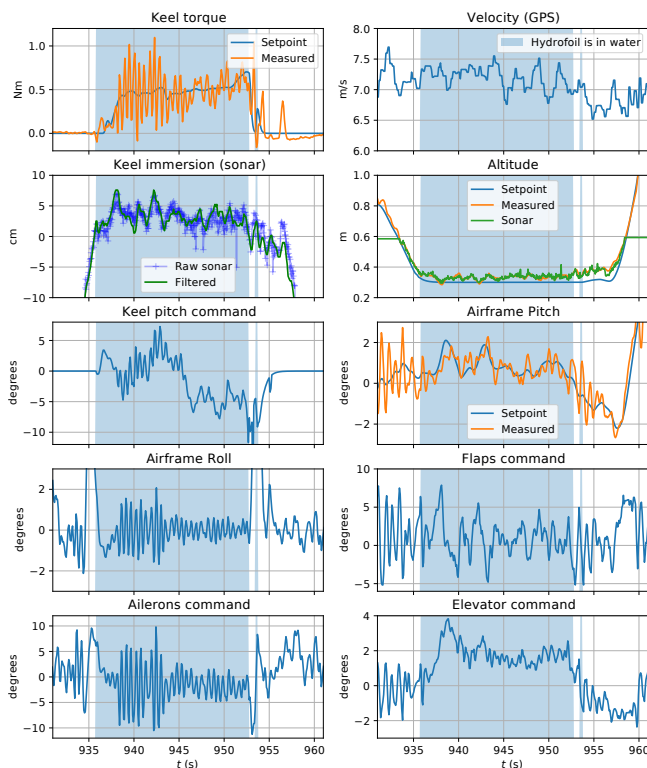 Keel torque
Velocity (GPS)
Nm
1.0
0.5
0.0
Setpoint
Measured
m/s
8.0
7.5
7.0
6.5
6.0
Hydrofoil is in water
Keel immersion (sonar)
Altitude
cm
10
5
0
−5
−10
Raw sonar
Filtered
m
1.0
0.8
0.6
0.4
0.2
Setpoint
Measured
Sonar
Keel pitch command
Airframe Pitch
degrees
5
0
−5
−10
degrees
2
0
−2
Setpoint
Measured
Airframe Roll
Flaps command
degrees
2
0
−2
degrees
10
5
0
−5
Ailerons command
Elevator command
degrees
10
5
0
−5
−10
degrees
4
2
0
−2
935 940 945 950 955 960
935 940 945 950 955 960
t (s)
t (s)